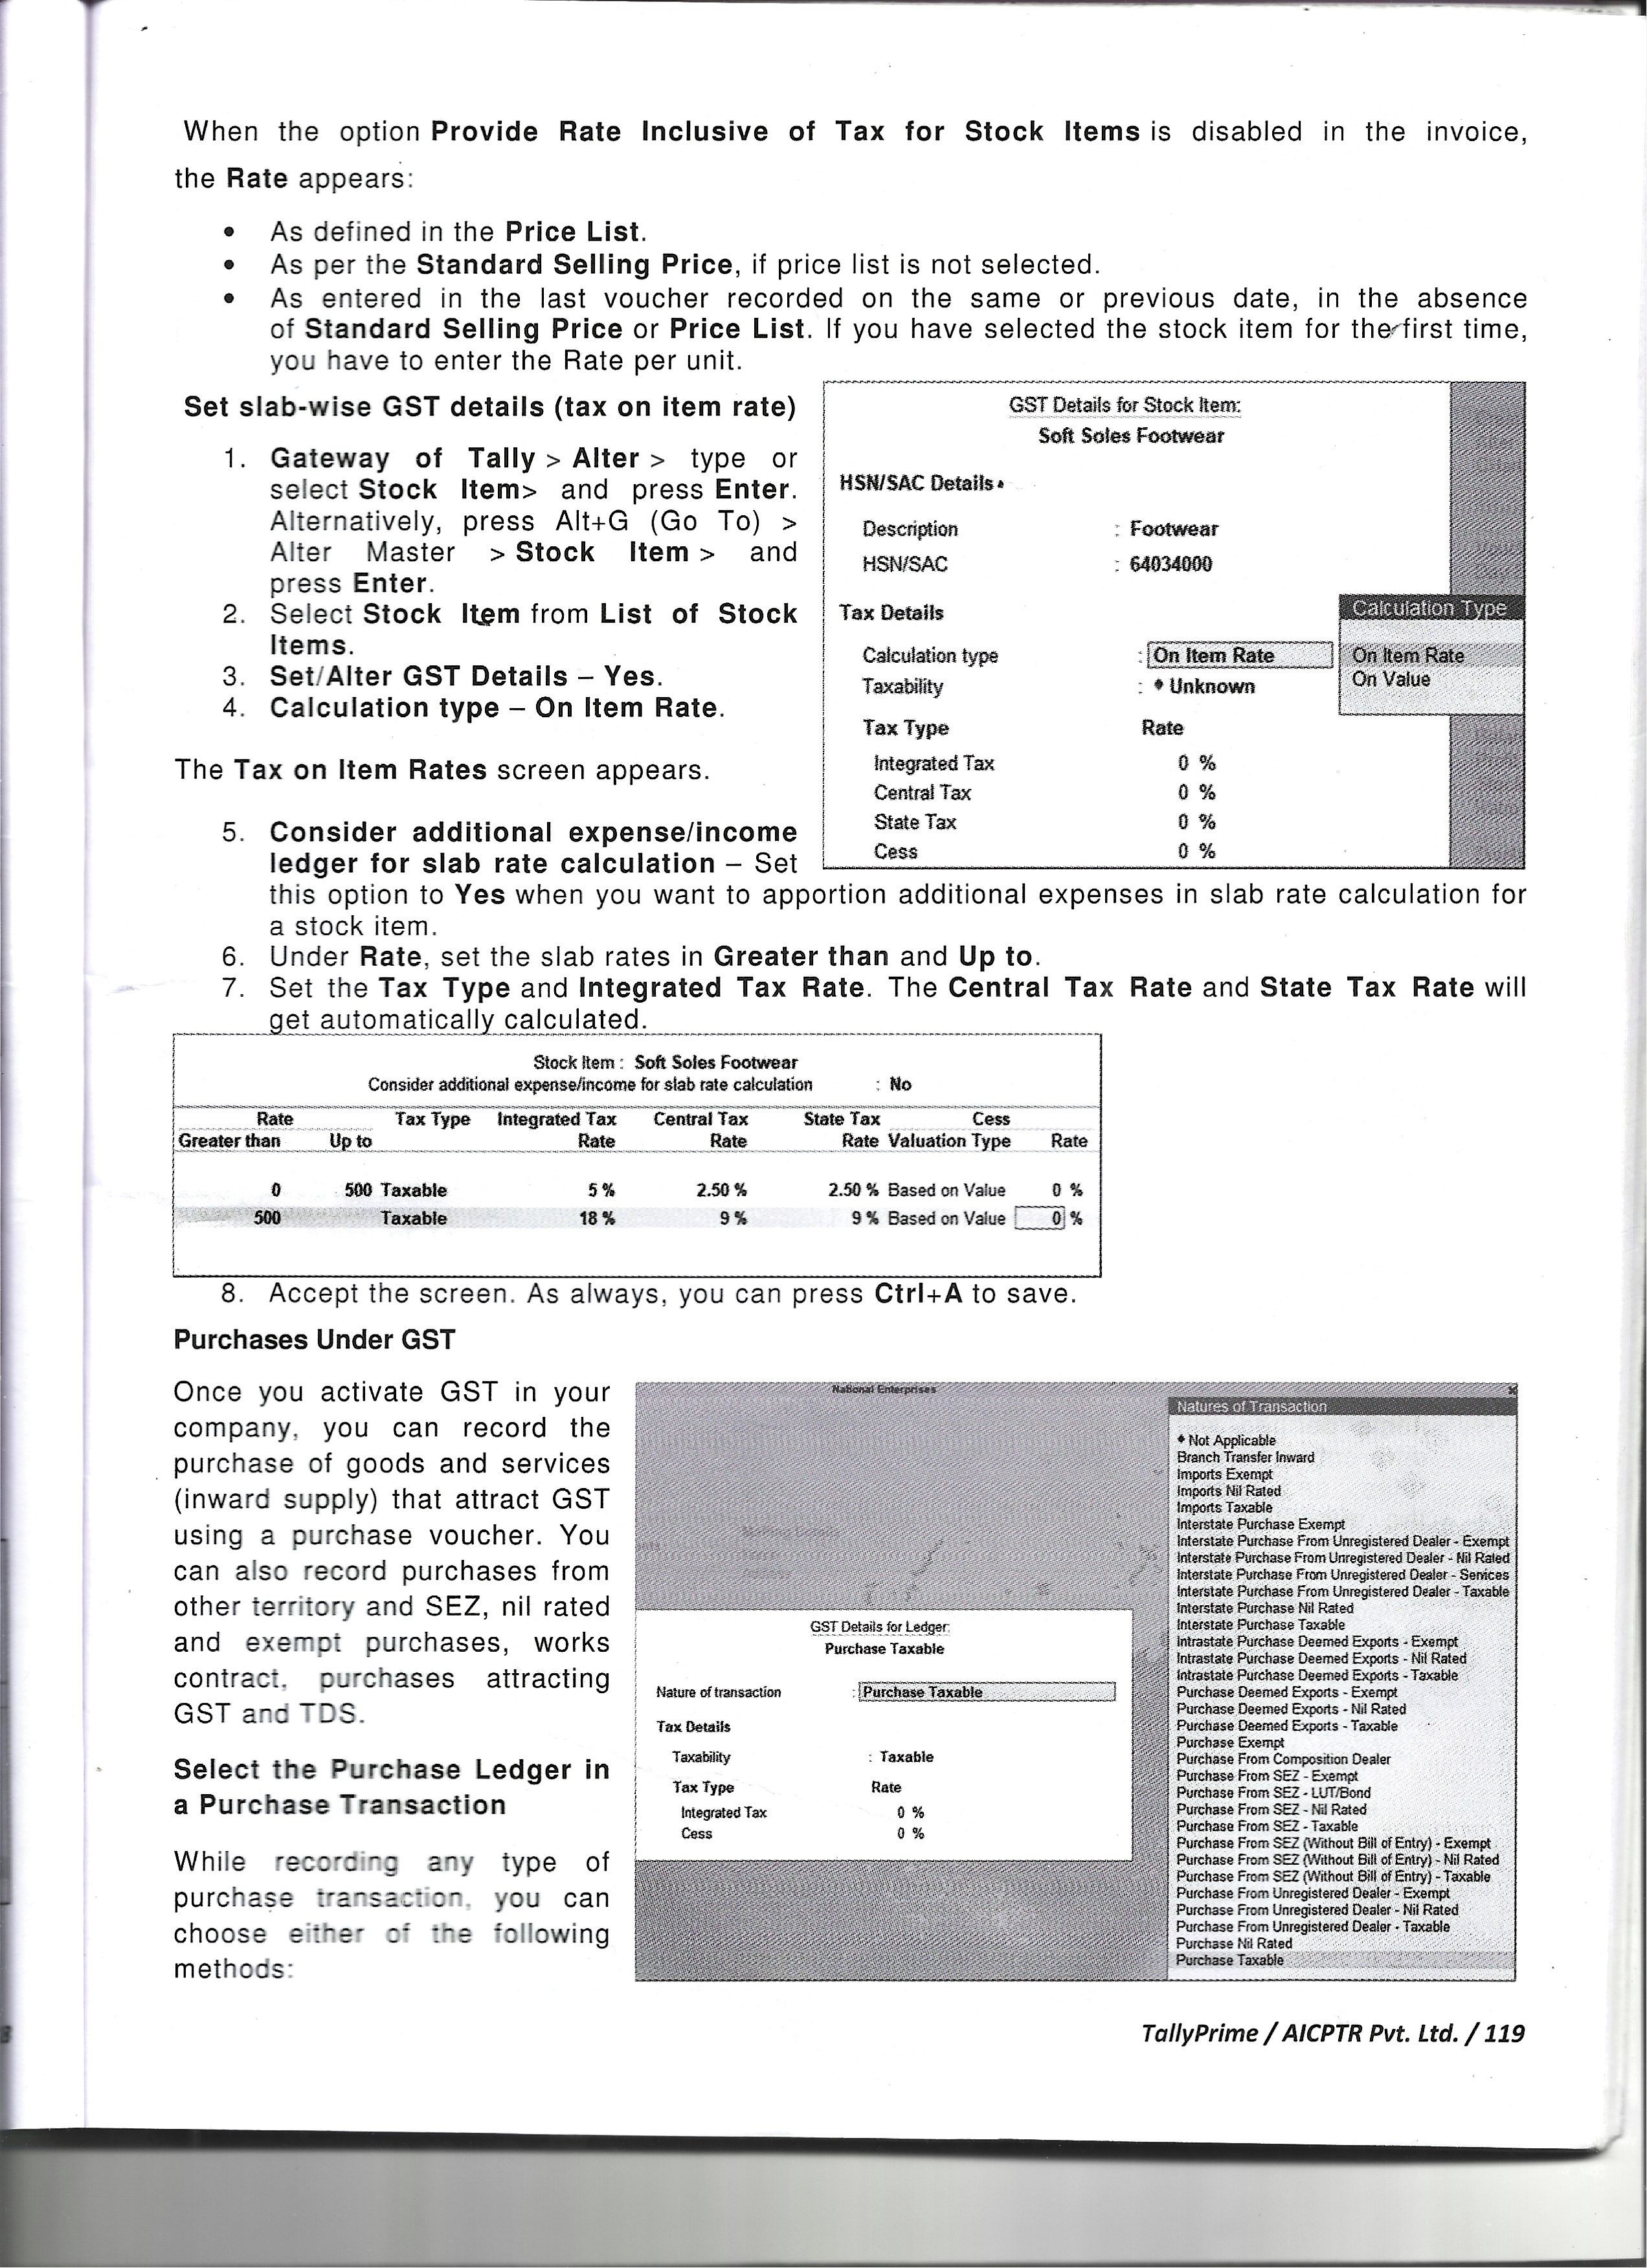 When the option Provide Rate Inclusive of Tax for Stock Items is disabled in the invoice,
the Rate appears:
• As defined in the Price List.
• As per the Standard Selling Price, if price list is not selected.
• As entered in the last voucher recorded on the same or previous date, in the absence
of Standard Selling Price or Price List. If you have selected the stock item for the first time,
you have to enter the Rate per unit.
Set slab-wise GST details (tax on item rate)
1. Gateway of Tally > Alter > type or
select Stock Item> and press Enter.
Alternatively, press Alt+G (Go To) >
Alter Master > Stock Item > and
press Enter.
2. Select Stock Item from List of Stock
Items.
3. Set/Alter GST Details – Yes.
4. Calculation type – On Item Rate.
The Tax on Item Rates screen appears.
GST Details for Stock Item:
Soft Soles Footwear
HSN/SAC Details
Description : Footwear
HSN/SAC : 64034000
Tax Details
Calculation type : On Item Rate
Taxability : ♦ Unknown
Tax Type Rate
Integrated Tax 0 %
Central Tax 0 %
State Tax 0 %
Cess 0 %
Calculation Type
On Item Rate
On Value
5. Consider additional expense/income
ledger for slab rate calculation – Set
this option to Yes when you want to apportion additional expenses in slab rate calculation for
a stock item.
6. Under Rate, set the slab rates in Greater than and Up to.
7. Set the Tax Type and Integrated Tax Rate. The Central Tax Rate and State Tax Rate will
get automatically calculated.
Stock Item : Soft Soles Footwear
Consider additional expense/income for slab rate calculation : No
Rate Tax Type Integrated Tax Central Tax State Tax Cess
Greater than Up to Rate Rate Rate Valuation Type Rate
0 500 Taxable 5 % 2.50 % 2.50 % Based on Value 0 %
500 Taxable 18 % 9 % 9 % Based on Value 0 %
8. Accept the screen. As always, you can press Ctrl+A to save.
Purchases Under GST
Once you activate GST in your
company, you can record the
purchase of goods and services
(inward supply) that attract GST
using a purchase voucher. You
can also record purchases from
other territory and SEZ, nil rated
and exempt purchases, works
contract, purchases attracting
GST and TDS.
Select the Purchase Ledger in
a Purchase Transaction
While recording any type of
purchase transaction, you can
choose either of the following
methods:
National Enterprises
GST Details for Ledger:
Purchase Taxable
Nature of transaction : Purchase Taxable
Tax Details
Taxability : Taxable
Tax Type Rate
Integrated Tax 0 %
Cess 0 %
Natures of Transaction
♦ Not Applicable
Branch Transfer Inward
Imports Exempt
Imports Nil Rated
Imports Taxable
Interstate Purchase Exempt
Interstate Purchase From Unregistered Dealer - Exempt
Interstate Purchase From Unregistered Dealer - Nil Rated
Interstate Purchase From Unregistered Dealer - Services
Interstate Purchase From Unregistered Dealer - Taxable
Interstate Purchase Nil Rated
Interstate Purchase Taxable
Intrastate Purchase Deemed Exports - Exempt
Intrastate Purchase Deemed Exports - Nil Rated
Intrastate Purchase Deemed Exports - Taxable
Purchase Deemed Exports - Exempt
Purchase Deemed Exports - Nil Rated
Purchase Deemed Exports - Taxable
Purchase Exempt
Purchase From Composition Dealer
Purchase From SEZ - Exempt
Purchase From SEZ - LUT/Bond
Purchase From SEZ - Nil Rated
Purchase From SEZ - Taxable
Purchase From SEZ (Without Bill of Entry) - Exempt
Purchase From SEZ (Without Bill of Entry) - Nil Rated
Purchase From SEZ (Without Bill of Entry) - Taxable
Purchase From Unregistered Dealer - Exempt
Purchase From Unregistered Dealer - Nil Rated
Purchase From Unregistered Dealer - Taxable
Purchase Nil Rated
Purchase Taxable
TallyPrime / AICPTR Pvt. Ltd. / 119